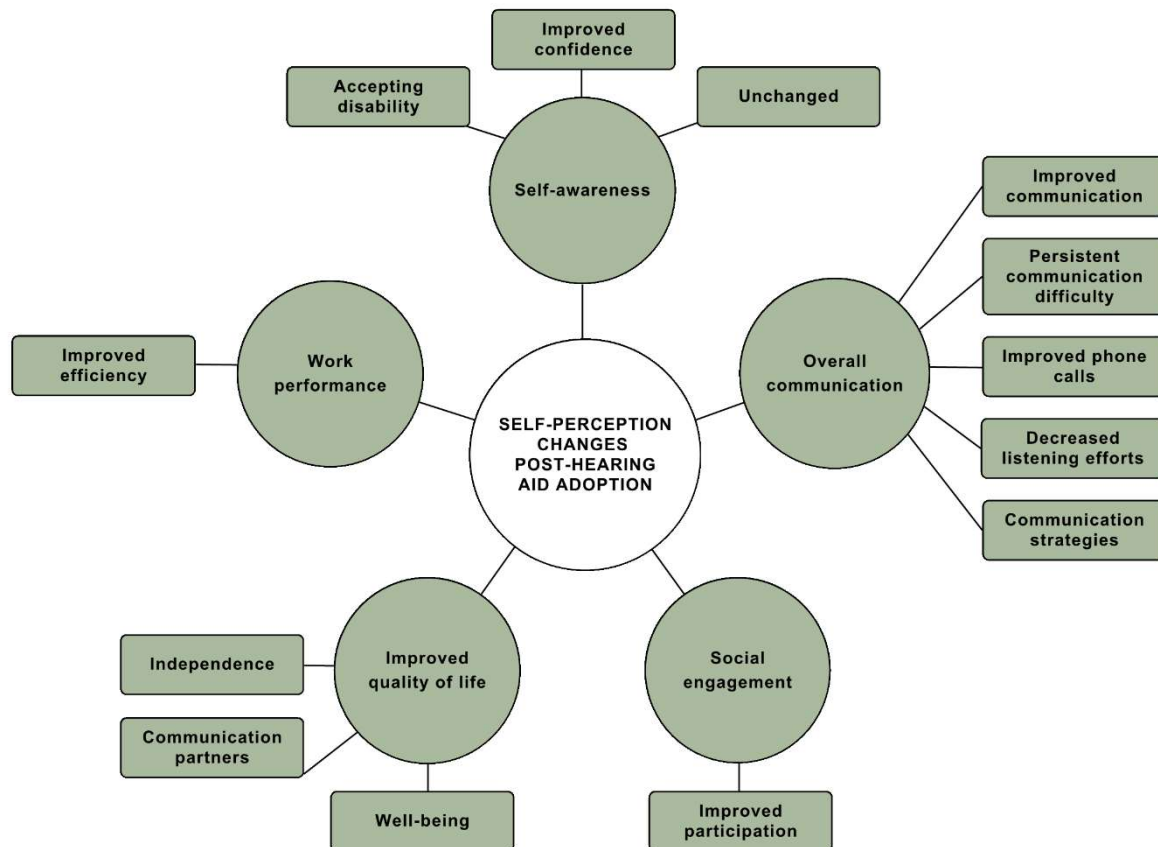 Improved
confidence
Accepting
disability
Unchanged
Self-awareness
Improved
communication
Persistent
communication
difficulty
Improved phone
calls
Decreased
listening efforts
Communication
strategies
Overall
communication
Work
performance
Improved
efficiency
SELF-PERCEPTION
CHANGES
POST-HEARING
AID ADOPTION
Improved
quality of life
Independence
Communication
partners
Well-being
Social
engagement
Improved
participation